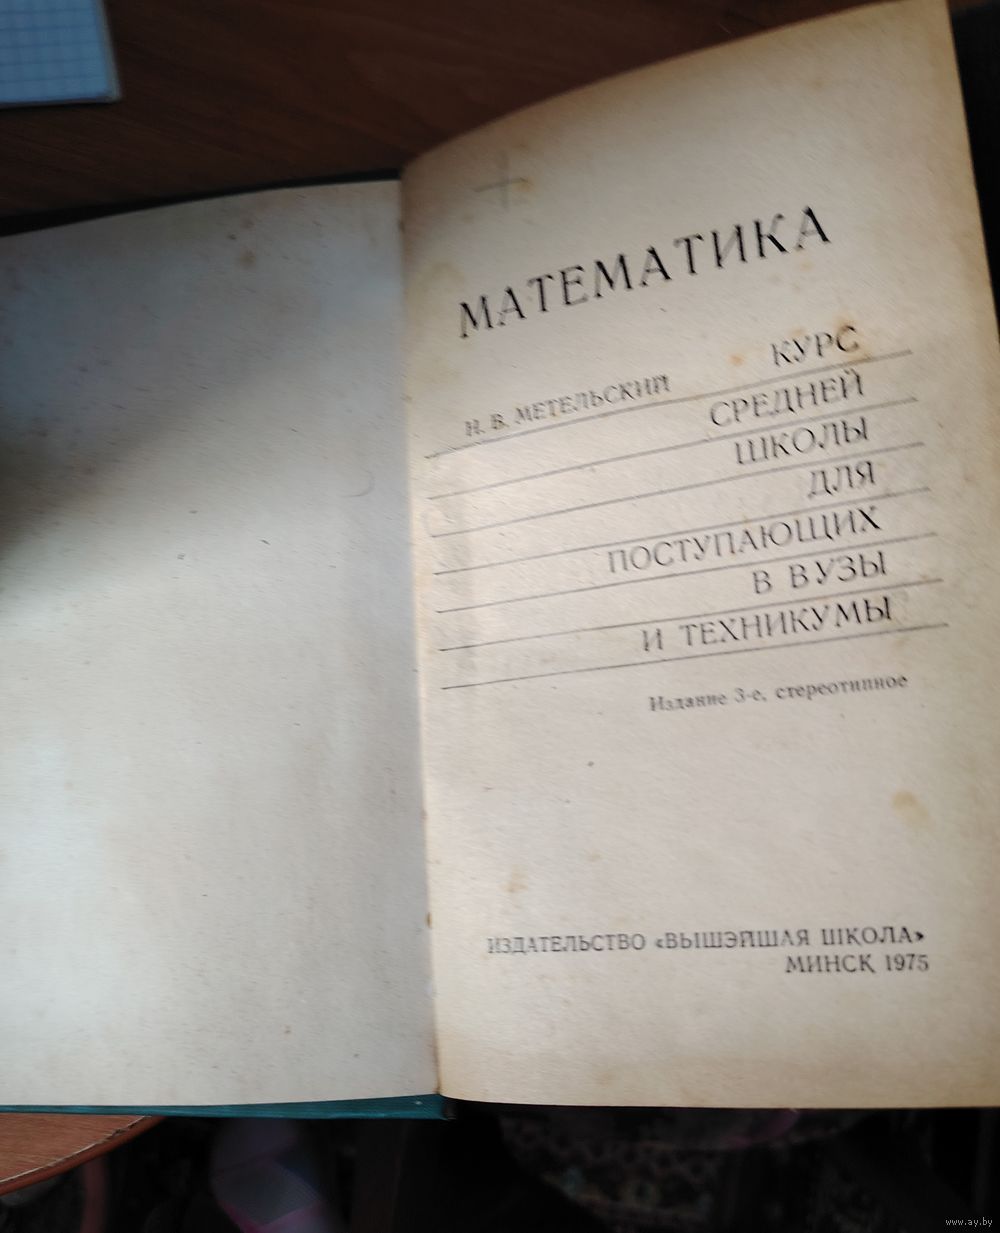 МАТЕМАТИКА
Н. В. МЕТЕЛЬСКИЙ
КУРС
СРЕДНЕЙ
ШКОЛЫ
ДЛЯ
ПОСТУПАЮЩИХ
В ВУЗЫ
И ТЕХНИКУМЫ
Издание 3-е, стереотипное
ИЗДАТЕЛЬСТВО «ВЫШЭЙШАЯ ШКОЛА»
МИНСК 1975
www.ay.by